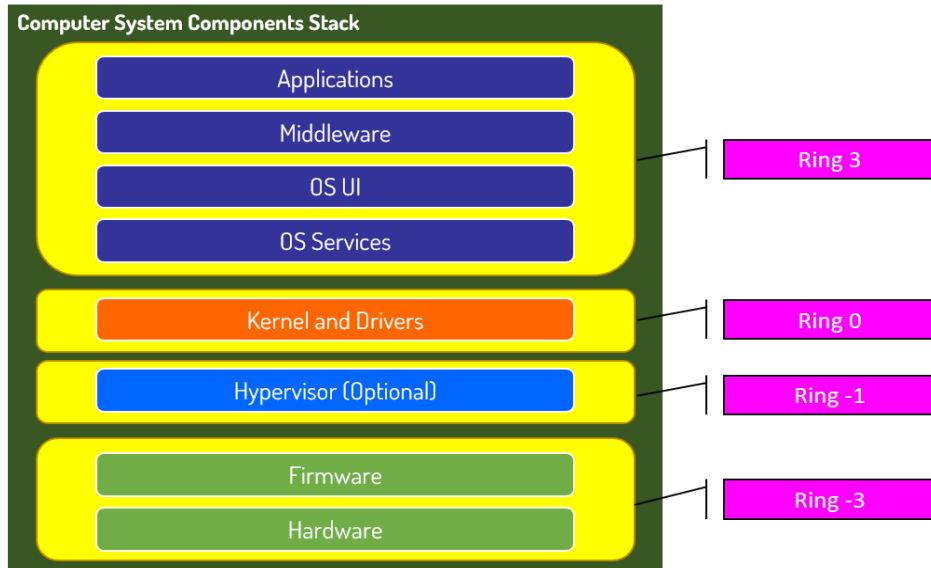 Computer System Components Stack
Applications
Middleware
OS UI
OS Services
Ring 3
Kernel and Drivers
Ring 0
Hypervisor (Optional)
Ring -1
Firmware
Hardware
Ring -3